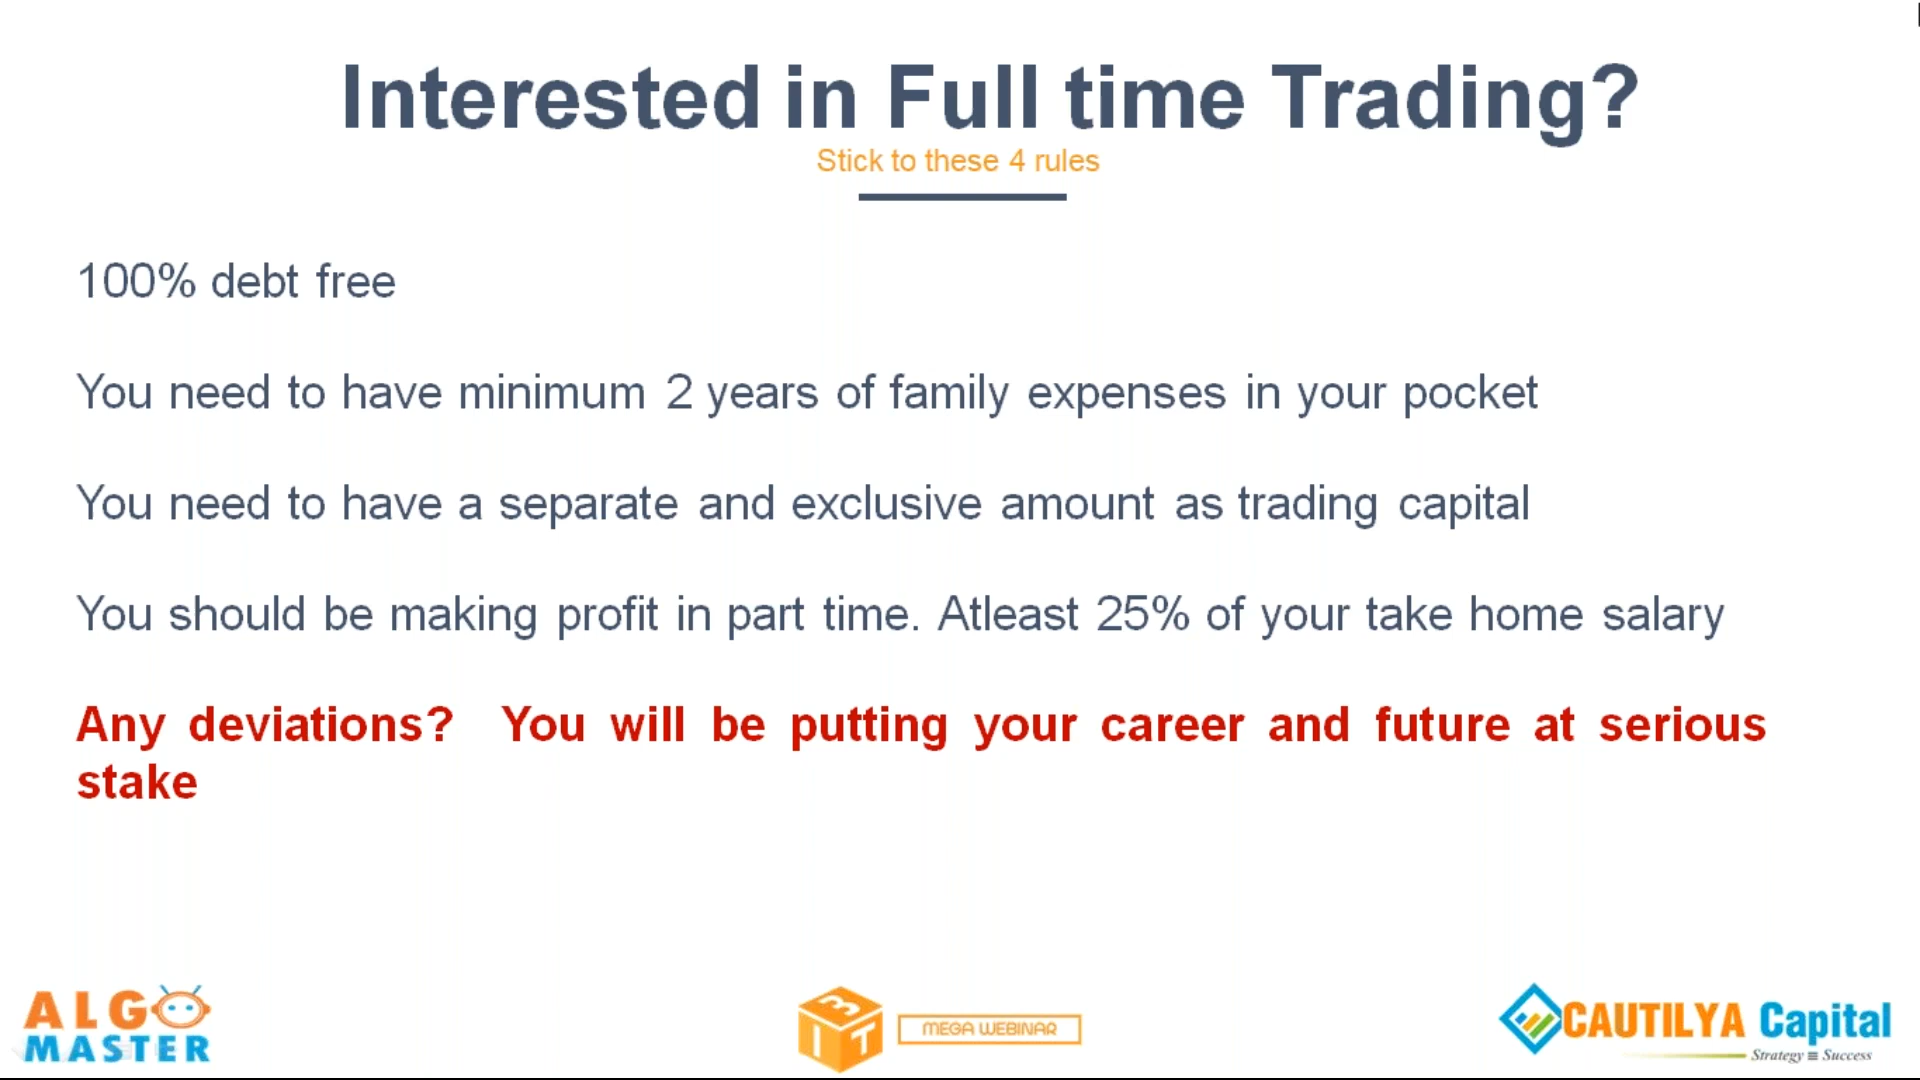 Interested in Full time Trading?
Stick to these 4 rules
100% debt free
You need to have minimum 2 years of family expenses in your pocket
You need to have a separate and exclusive amount as trading capital
You should be making profit in part time. Atleast 25% of your take home salary
Any deviations? You will be putting your career and future at serious
stake
ALGO
MASTER
3
IT
MEGA WEBINAR
CAUTILYA Capital
Strategy ≡ Success